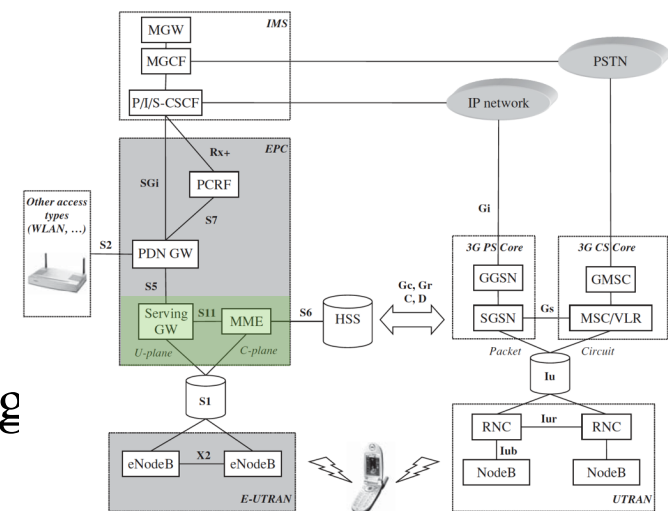 IMS
MGW
MGCF
PSTN
P/I/S-CSCF
IP network
Rx+
EPC
SGi
PCRF
Other access
types
(WLAN, …)
S7
Gi
S2
PDN GW
3G PS Core
3G CS Core
S5
Gc, Gr
C, D
GGSN
GMSC
Serving
GW
S11
MME
S6
HSS
SGSN
Gs
MSC/VLR
U-plane
C-plane
Packet
Circuit
Iu
S1
g
RNC
Iur
RNC
Iub
eNodeB
X2
eNodeB
NodeB
NodeB
E-UTRAN
UTRAN